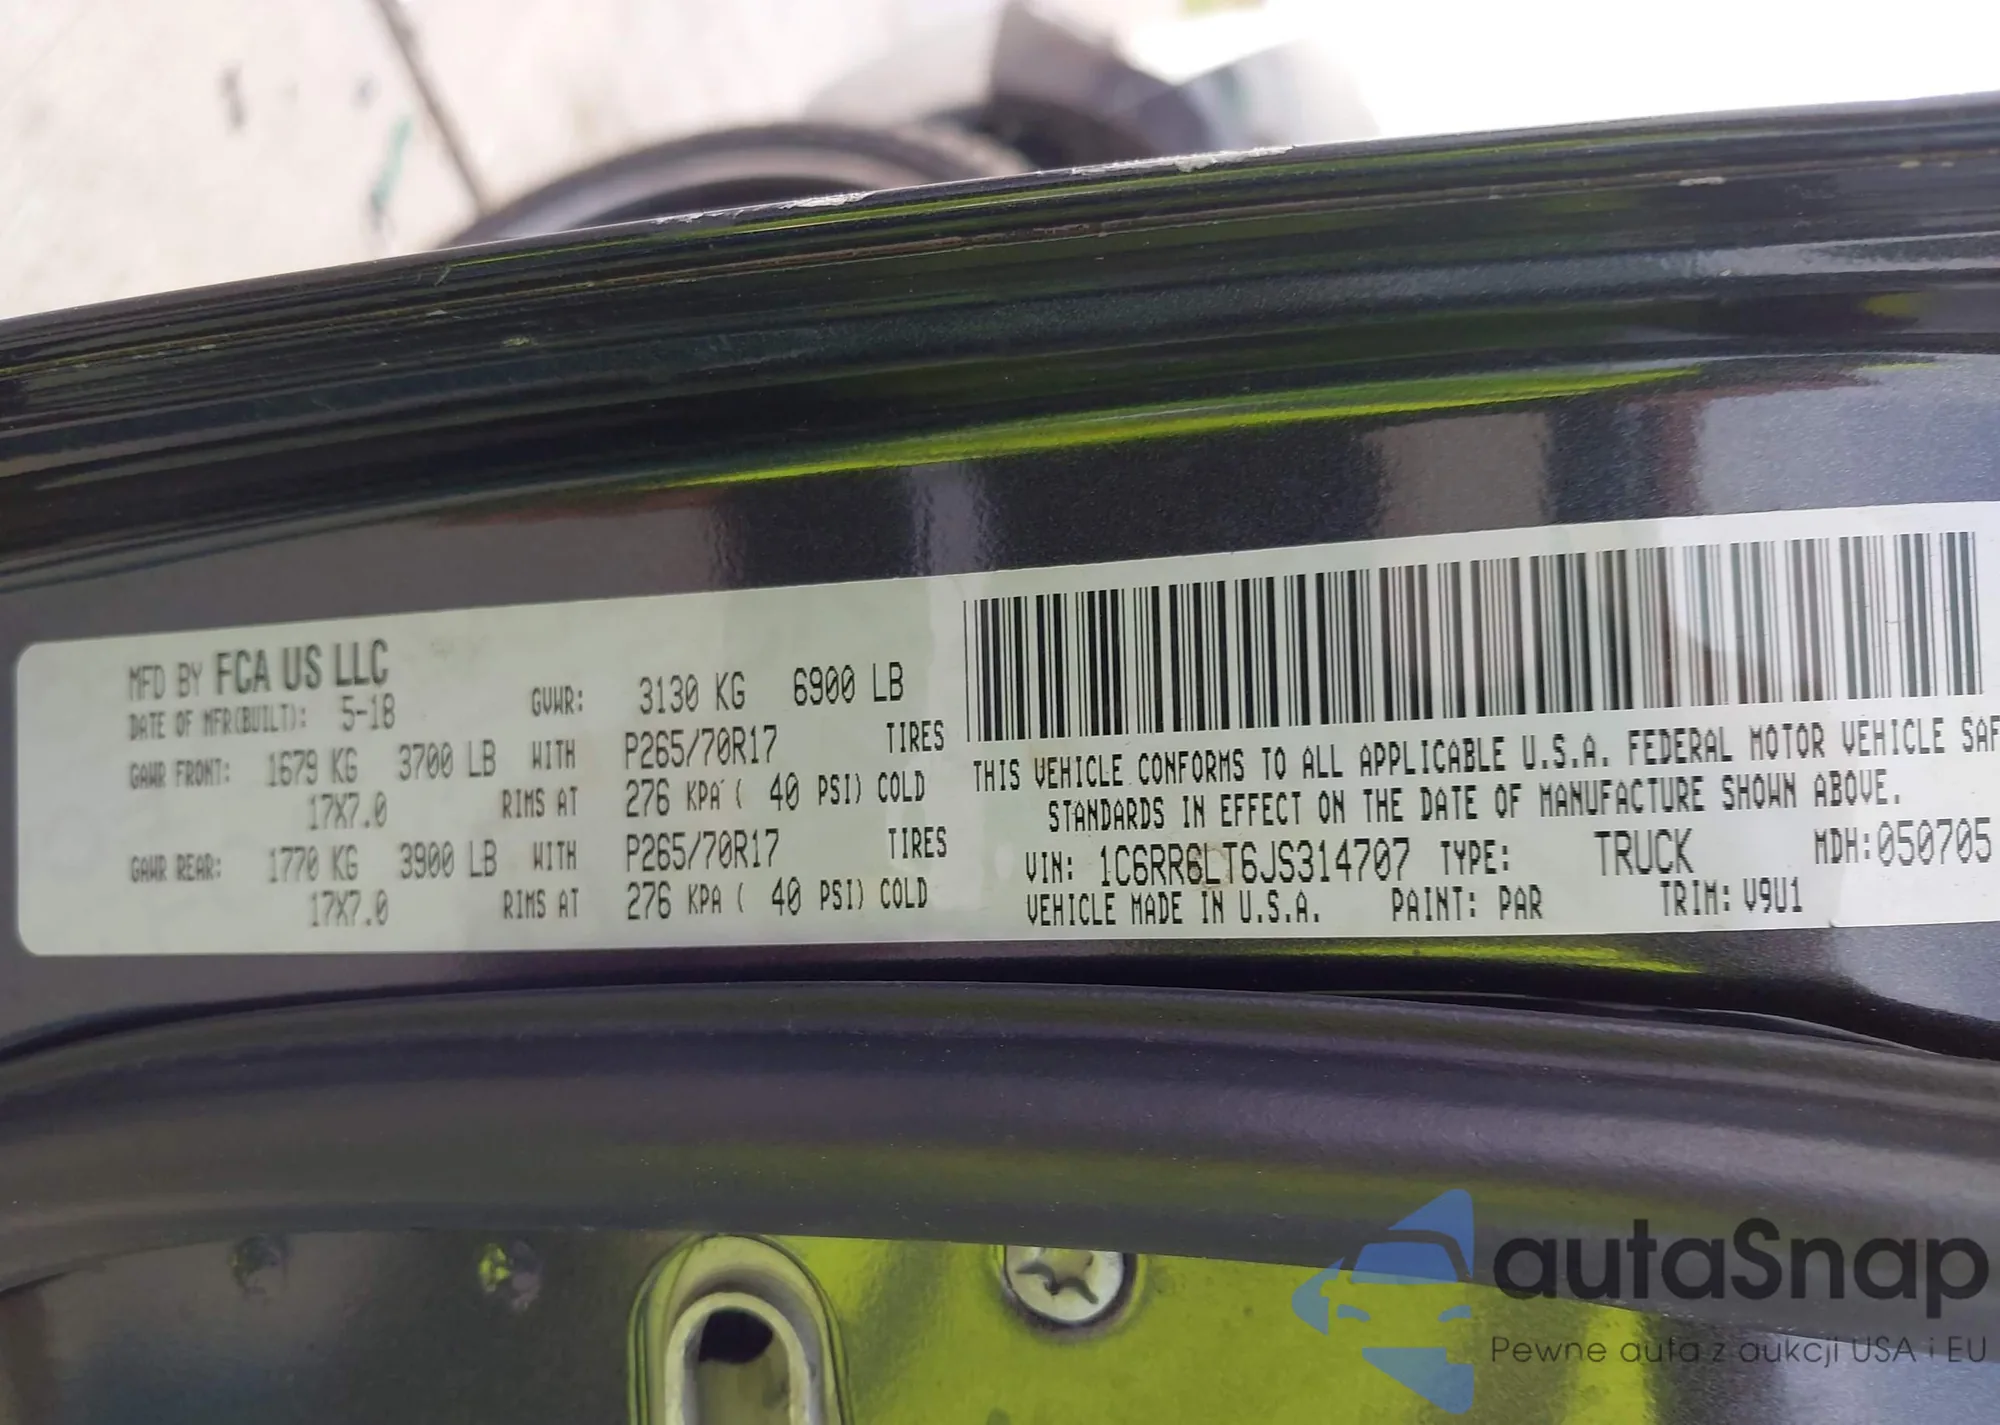 MFD BY FCA US LLC
DATE OF MFR(BUILT): 5-18
GVWR: 3130 KG 6900 LB
GAWR FRONT: 1679 KG 3700 LB WITH P265/70R17 TIRES
17X7.0 RIMS AT 276 KPA ( 40 PSI) COLD
GAWR REAR: 1770 KG 3900 LB WITH P265/70R17 TIRES
17X7.0 RIMS AT 276 KPA ( 40 PSI) COLD
THIS VEHICLE CONFORMS TO ALL APPLICABLE U.S.A. FEDERAL MOTOR VEHICLE SAF
STANDARDS IN EFFECT ON THE DATE OF MANUFACTURE SHOWN ABOVE.
VIN: 1C6RR6LT6JS314707 TYPE: TRUCK MDH:050705
VEHICLE MADE IN U.S.A. PAINT: PAR TRIM: V9U1
autaSnap
Pewne auta z aukcji USA i EU